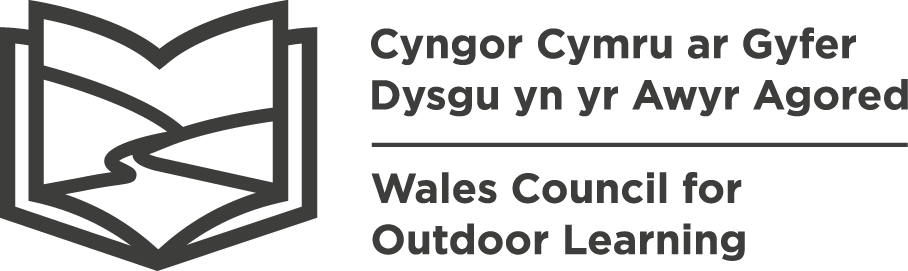 Cyngor Cymru ar Gyfer
Dysgu yn yr Awyr Agored
Wales Council for
Outdoor Learning